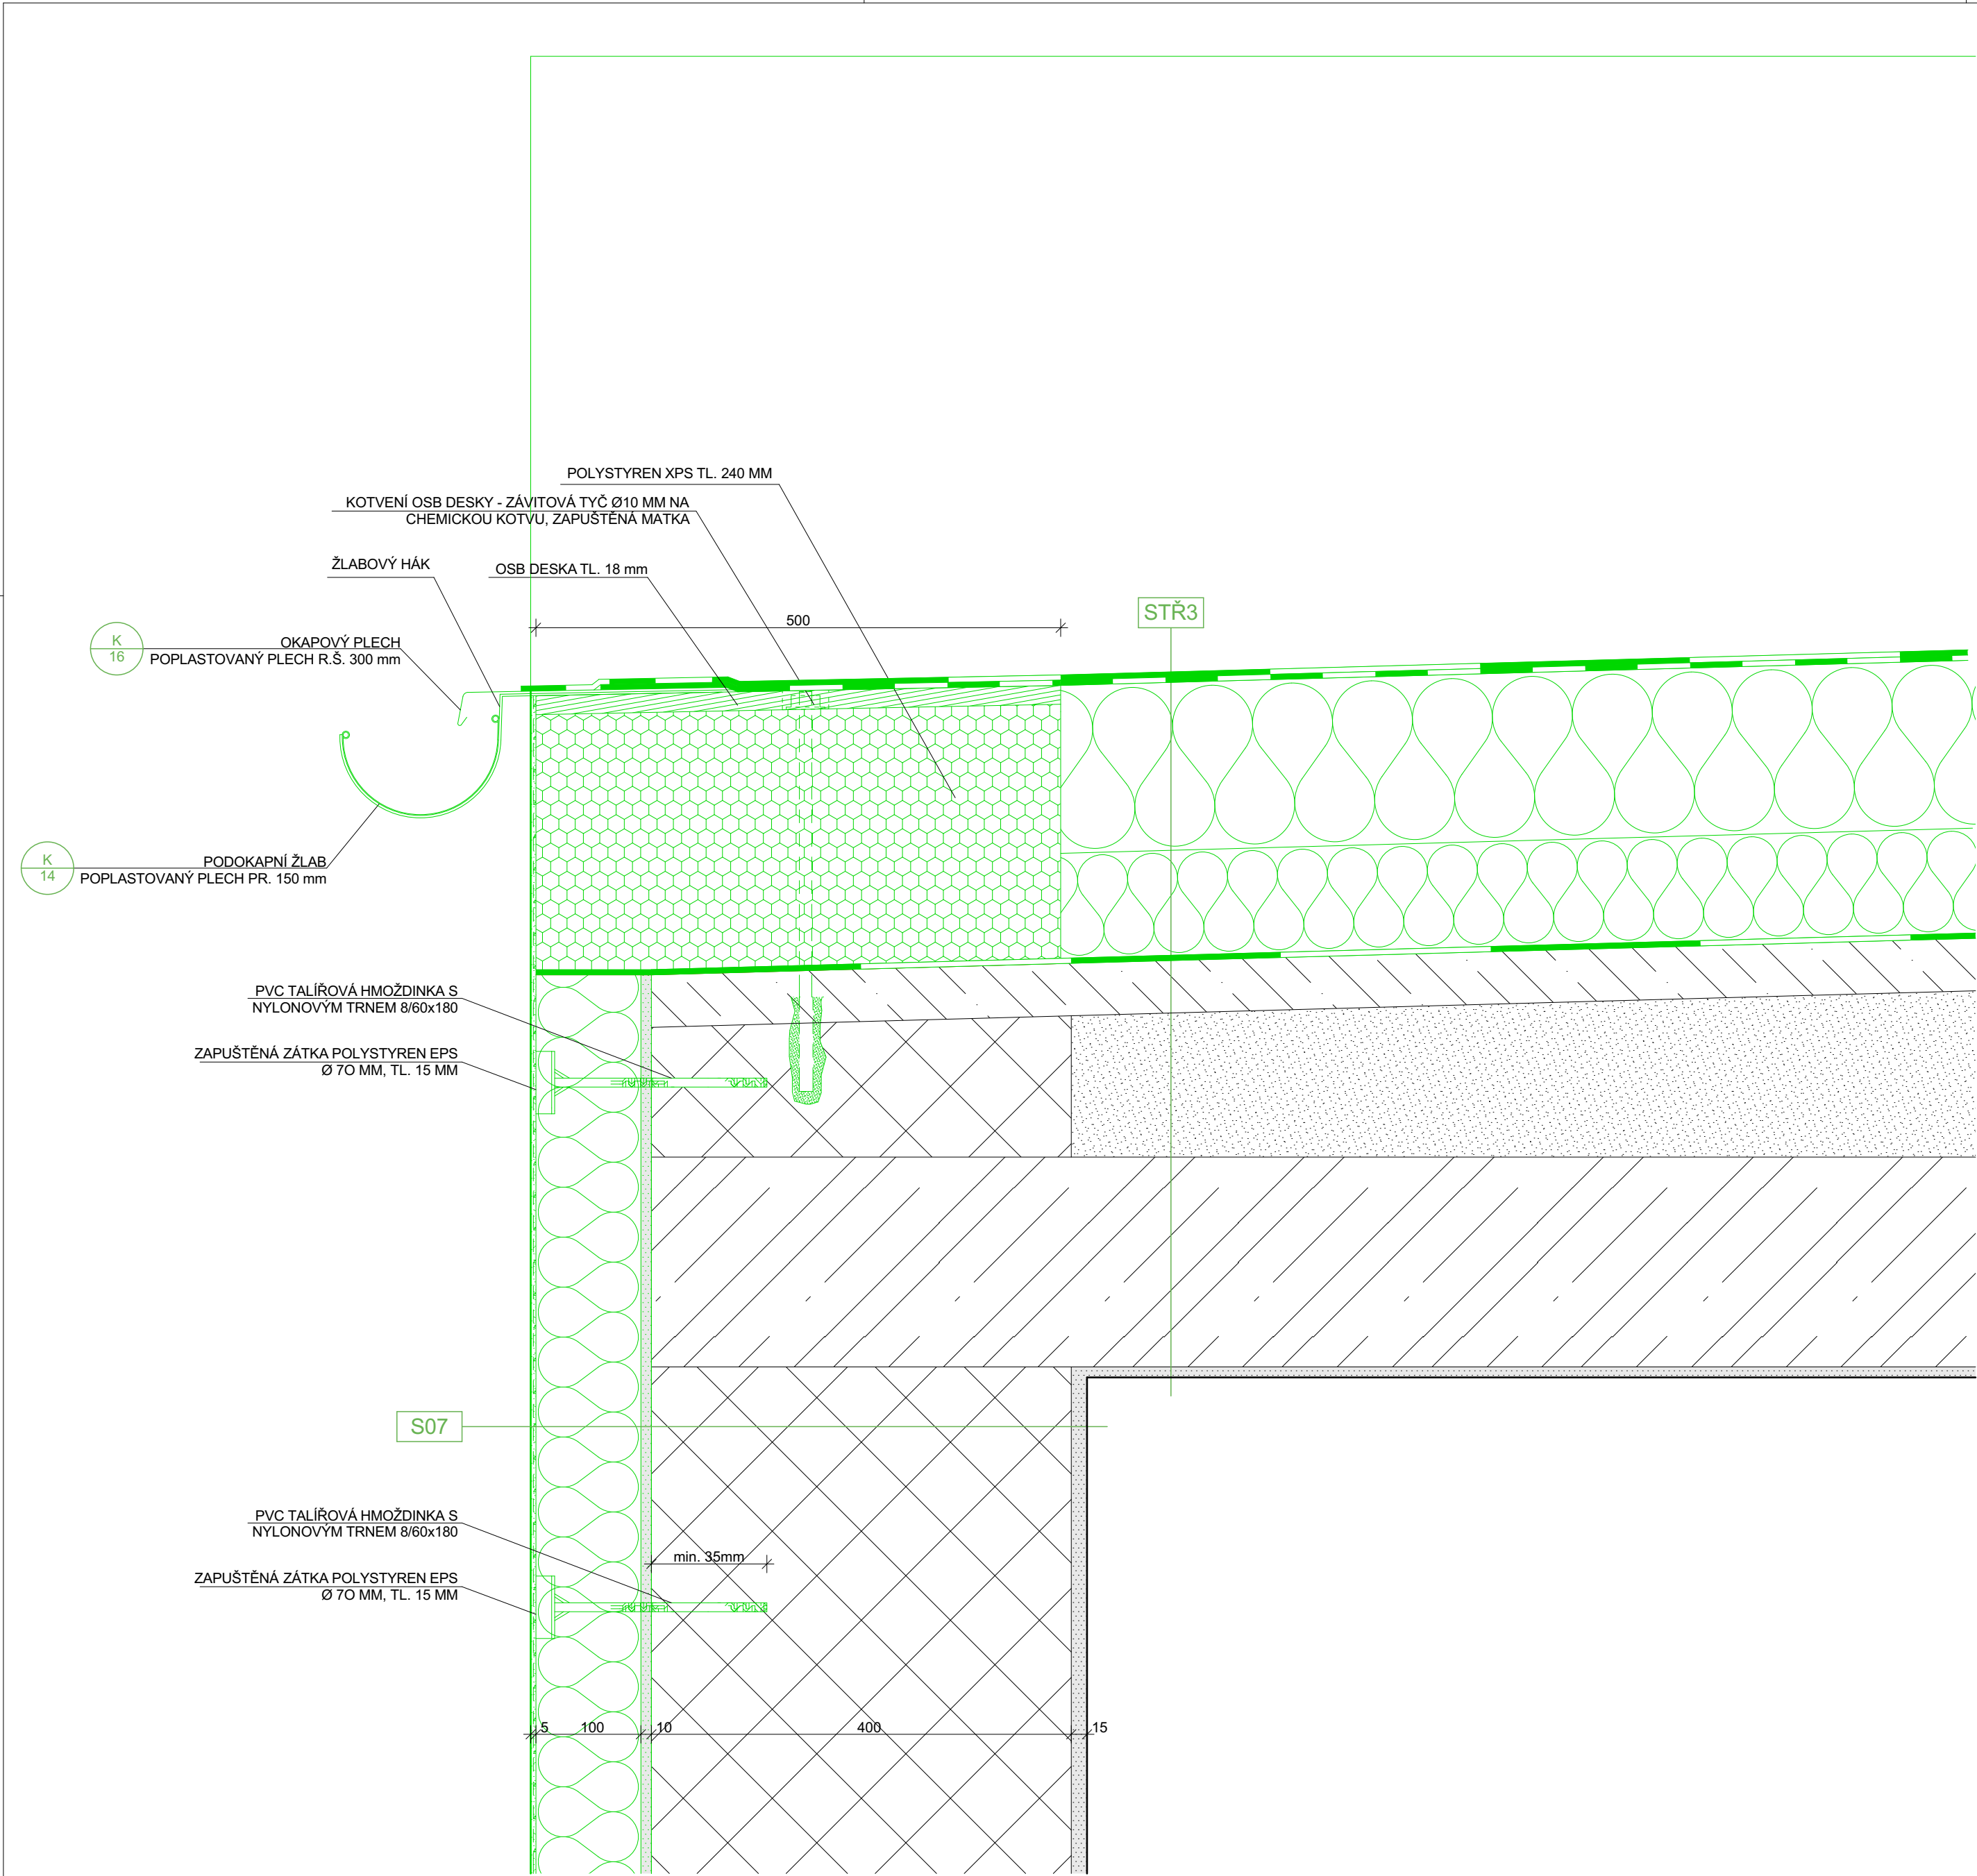 POLYSTYREN XPS TL. 240 MM
KOTVENÍ OSB DESKY - ZÁVITOVÁ TYČ Ø10 MM NA
CHEMICKOU KOTVU, ZAPUŠTĚNÁ MATKA
ŽLABOVÝ HÁK
OSB DESKA TL. 18 mm
500
STŘ3
K
16
OKAPOVÝ PLECH
POPLASTOVANÝ PLECH R.Š. 300 mm
K
14
PODOKAPNÍ ŽLAB
POPLASTOVANÝ PLECH PR. 150 mm
PVC TALÍŘOVÁ HMOŽDINKA S
NYLONOVÝM TRNEM 8/60x180
ZAPUŠTĚNÁ ZÁTKA POLYSTYREN EPS
Ø 7O MM, TL. 15 MM
S07
PVC TALÍŘOVÁ HMOŽDINKA S
NYLONOVÝM TRNEM 8/60x180
min. 35mm
ZAPUŠTĚNÁ ZÁTKA POLYSTYREN EPS
Ø 7O MM, TL. 15 MM
5 100 10 400 15